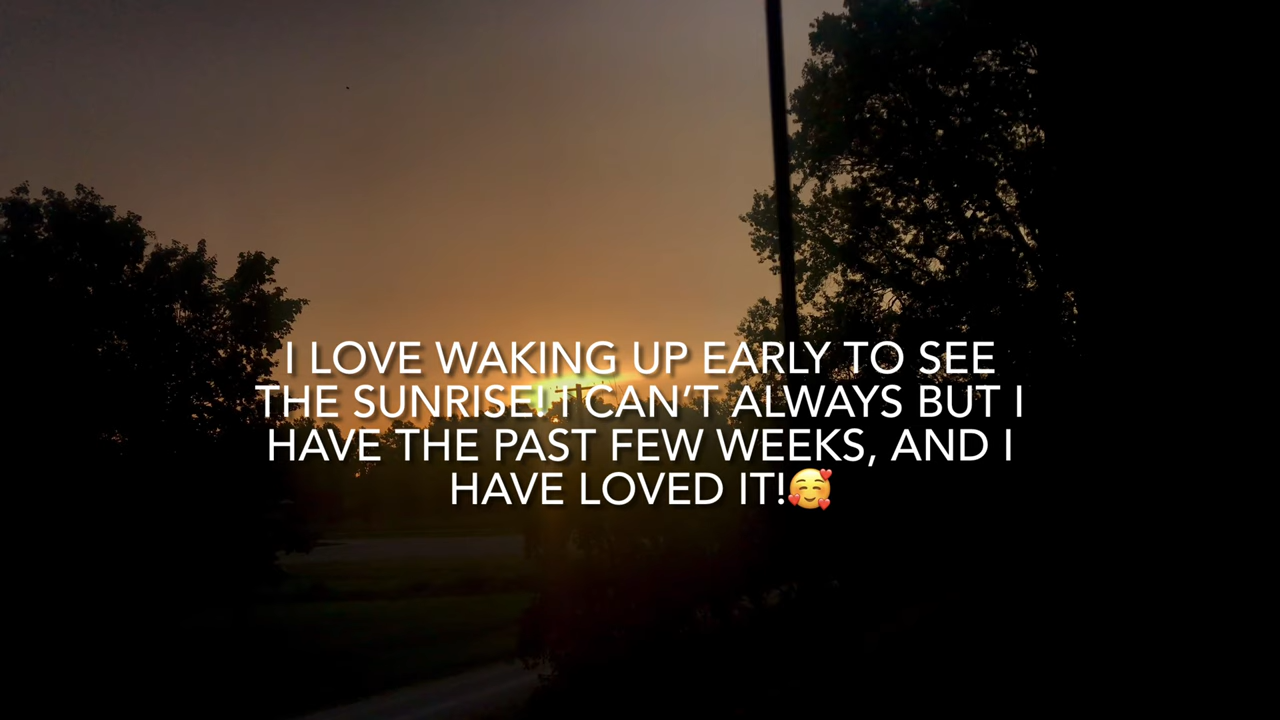 I LOVE WAKING UP EARLY TO SEE
THE SUNRISE! I CAN'T ALWAYS BUT I
HAVE THE PAST FEW WEEKS, AND I
HAVE LOVED IT!🥰